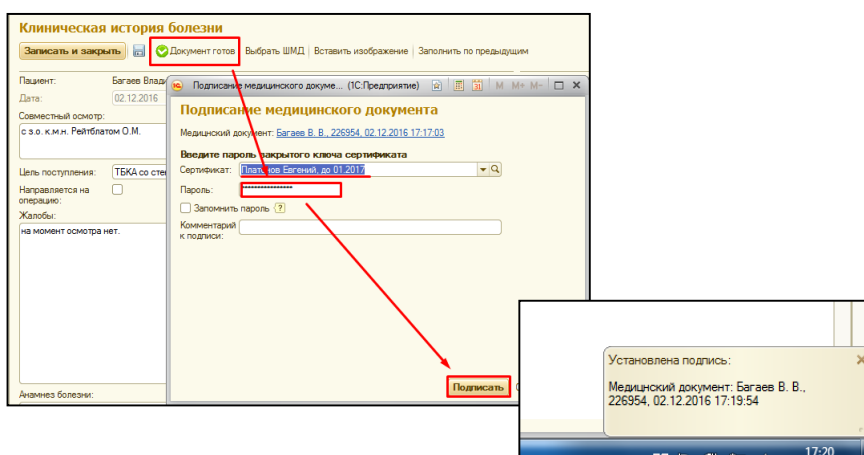 Клиническая история болезни
Записать и закрыть Документ готов Выбрать ШМД Вставить изображение Заполнить по предыдущим
Пациент: Багаев Влад
Дата: 02.12.2016
Совместный осмотр:
с з.о. к.м.н. Рейтблатом О.М.
Цель поступления: ТБКА со сте
Направляется на
операцию:
Жалобы:
на момент осмотра нет.
Анамнез болезни:
Подписание медицинского докуме... (1С:Предприятие) M M+ M-
Подписание медицинского документа
Медицнский документ: Багаев В. В., 226954, 02.12.2016 17:17:03
Введите пароль закрытого ключа сертификата
Сертификат: Платонов Евгений, до 01.2017
Пароль: ****************
Запомнить пароль ?
Комментарий
к подписи:
Подписать
Установлена подпись:
Медицнский документ: Багаев В. В.,
226954, 02.12.2016 17:19:54
17:20